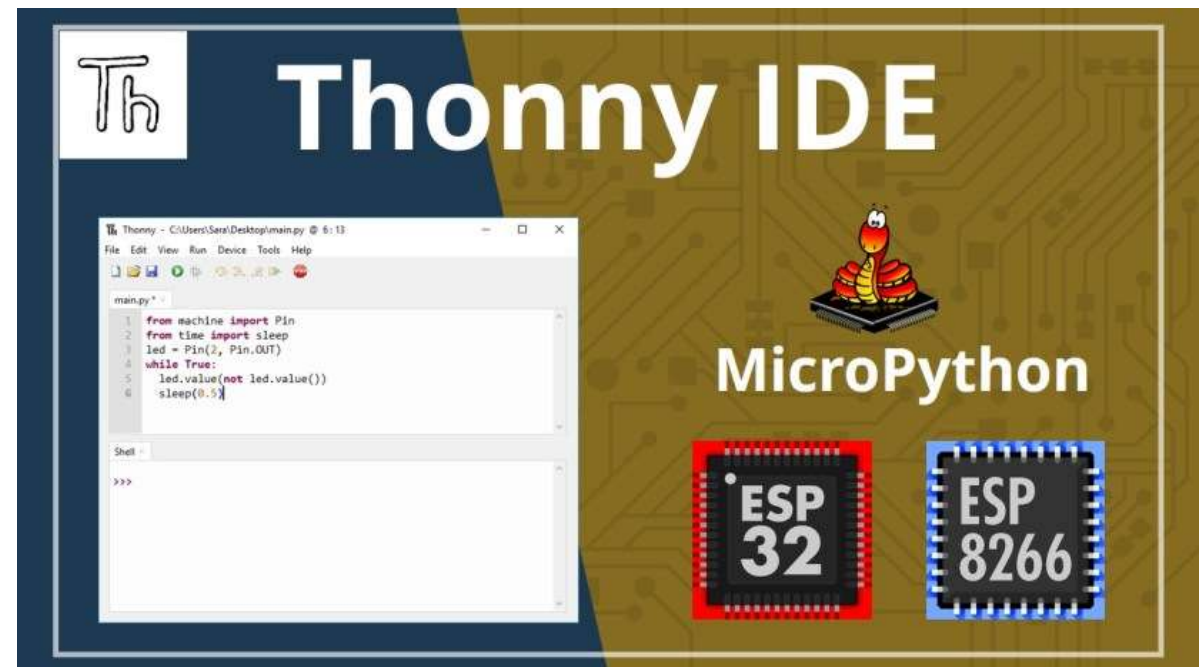 Th
Thonny IDE
Th Thonny - C:\Users\Sara\Desktop\main.py @ 6:13
File Edit View Run Device Tools Help
main.py *
1 from machine import Pin
2 from time import sleep
3 led = Pin(2, Pin.OUT)
4 while True:
5 led.value(not led.value())
6 sleep(0.5)
Shell
>>>
MicroPython
ESP
32
ESP
8266